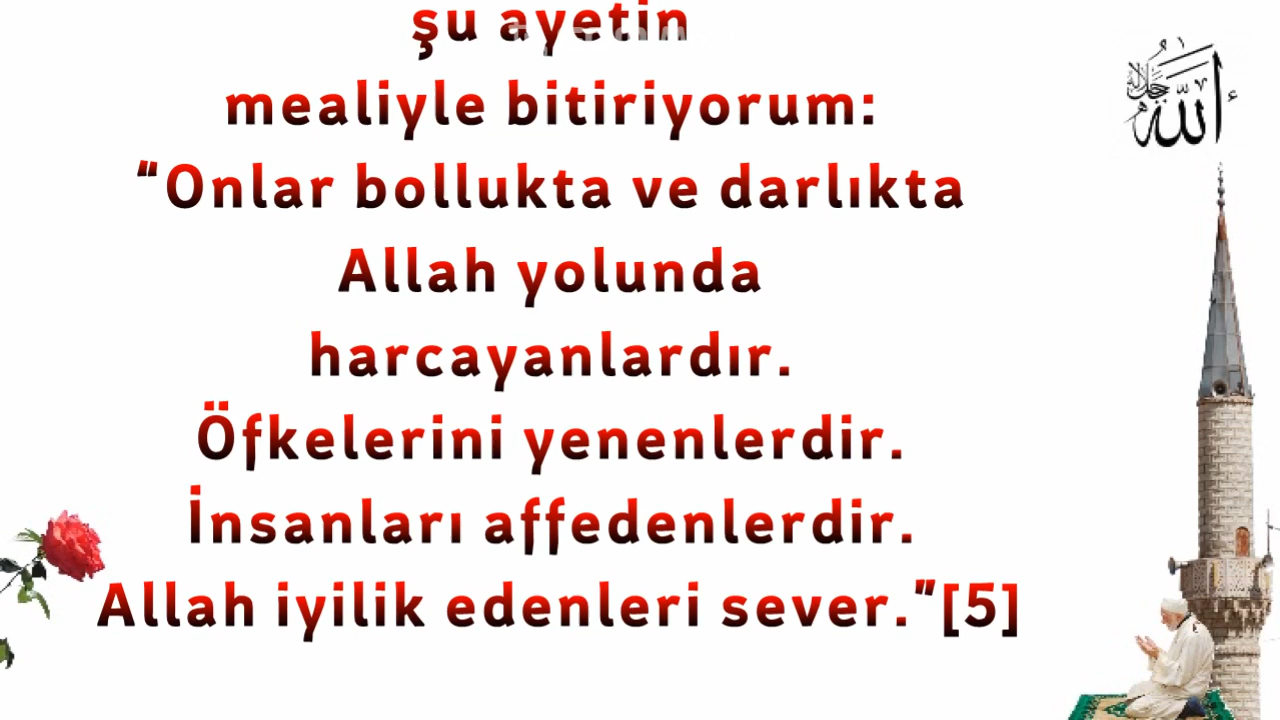 şu ayetin
mealiyle bitiriyorum:
"Onlar bollukta ve darlıkta
Allah yolunda
harcayanlardır.
Öfkelerini yenenlerdir.
İnsanları affedenlerdir.
Allah iyilik edenleri sever."[5]
الله جل جلاله